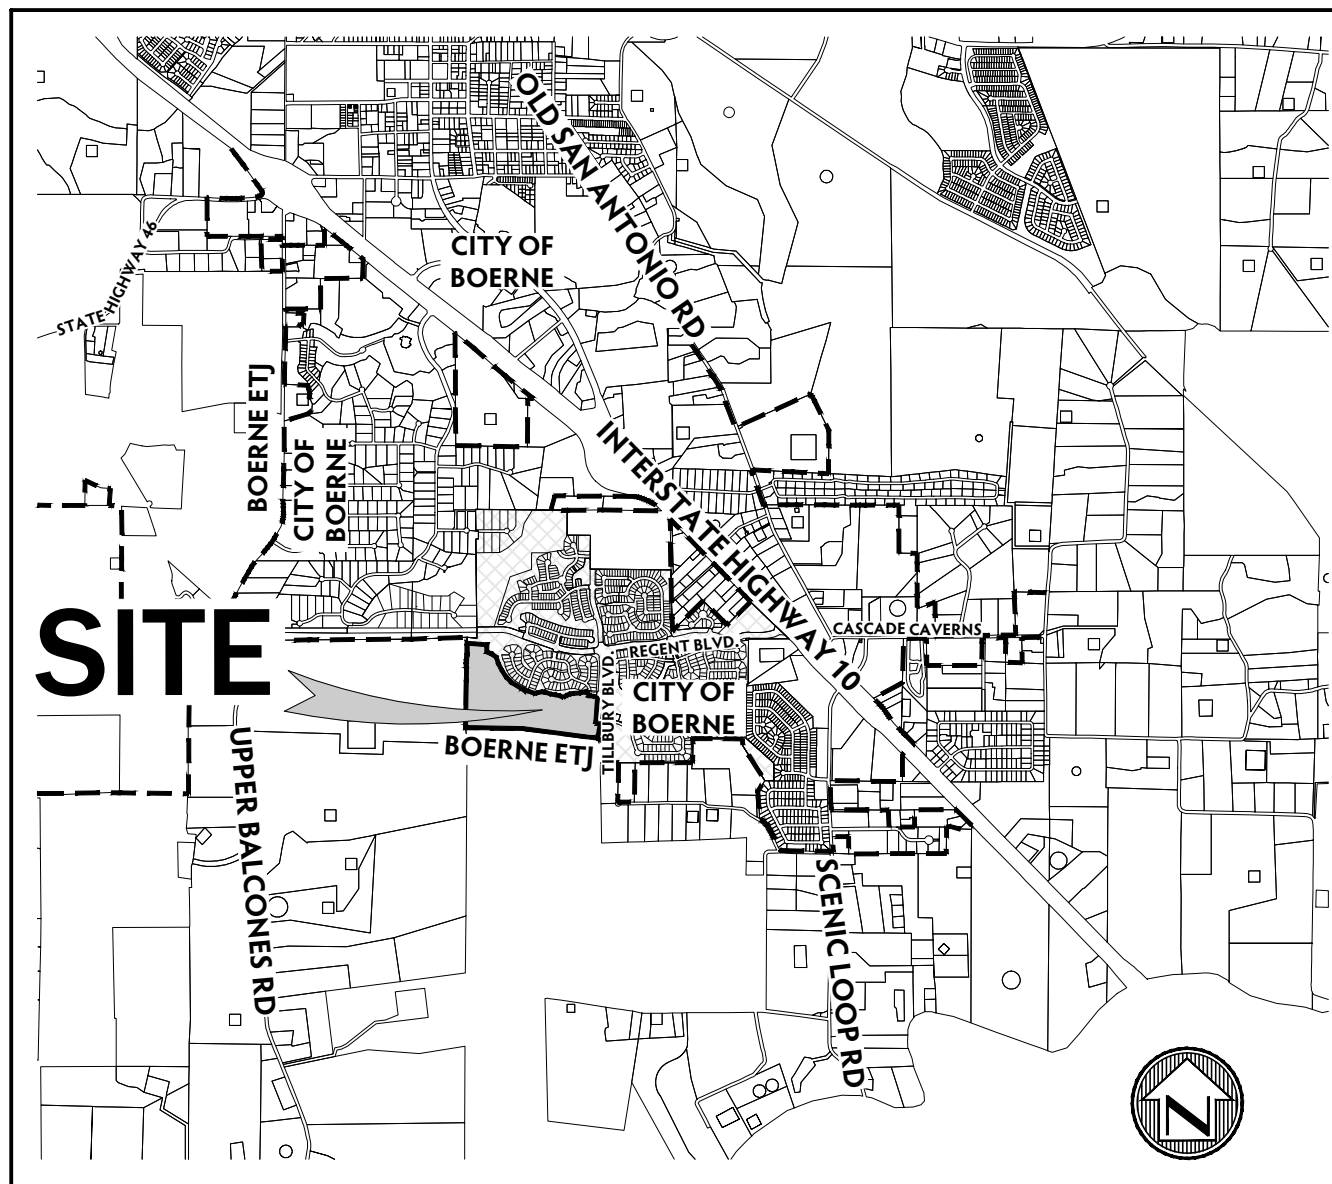 OLD SAN ANTONIO RD
STATE HIGHWAY 46
CITY OF
BOERNE
BOERNE ETJ
CITY OF
BOERNE
INTERSTATE HIGHWAY 10
SITE
CASCADE CAVERNS
REGENT BLVD.
TILLBURY BLVD.
CITY OF
BOERNE
BOERNE ETJ
UPPER BALCONES RD
SCENIC LOOP RD
N